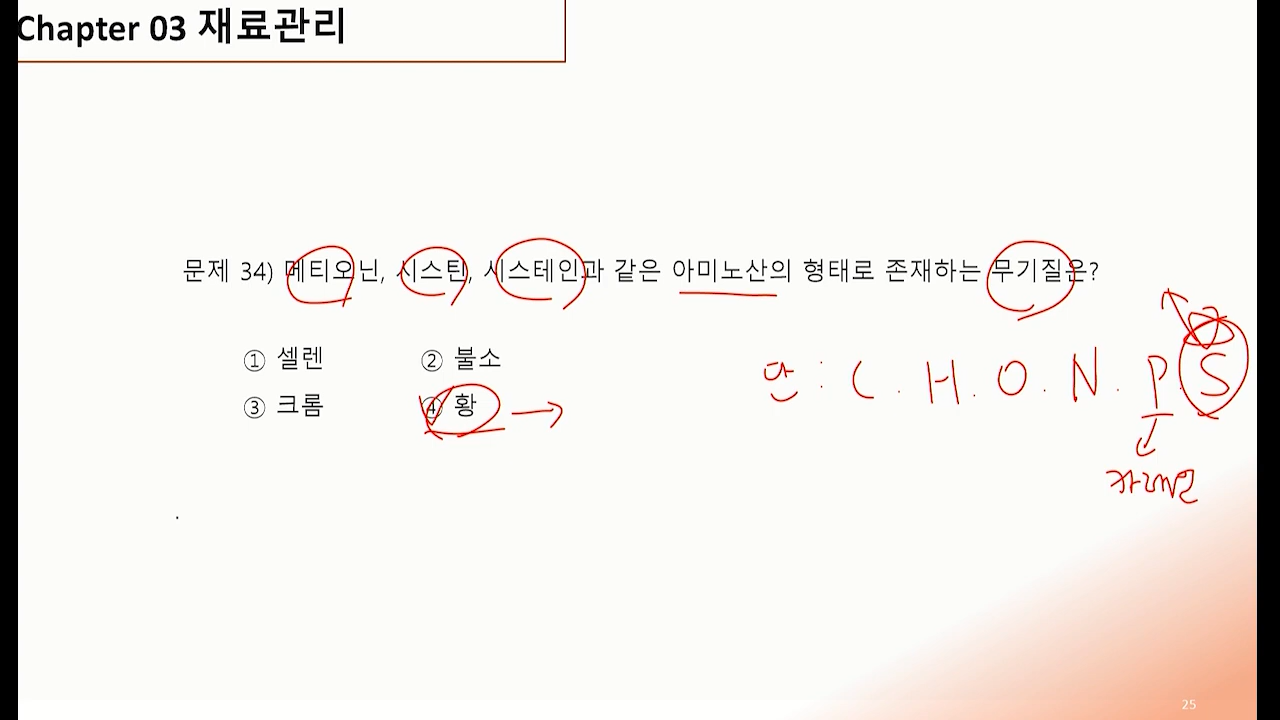 Chapter 03 재료관리
문제 34) 메티오닌, 시스틴, 시스테인과 같은 아미노산의 형태로 존재하는 무기질은?
① 셀렌 ② 불소
단 : C . H . O . N . P . S
③ 크롬 ④ 황
카제인
25